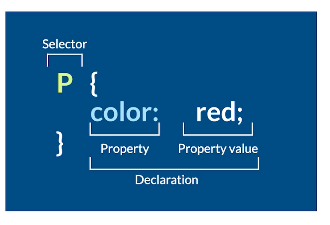 Selector
P {
color: red;
}
Property Property value
Declaration